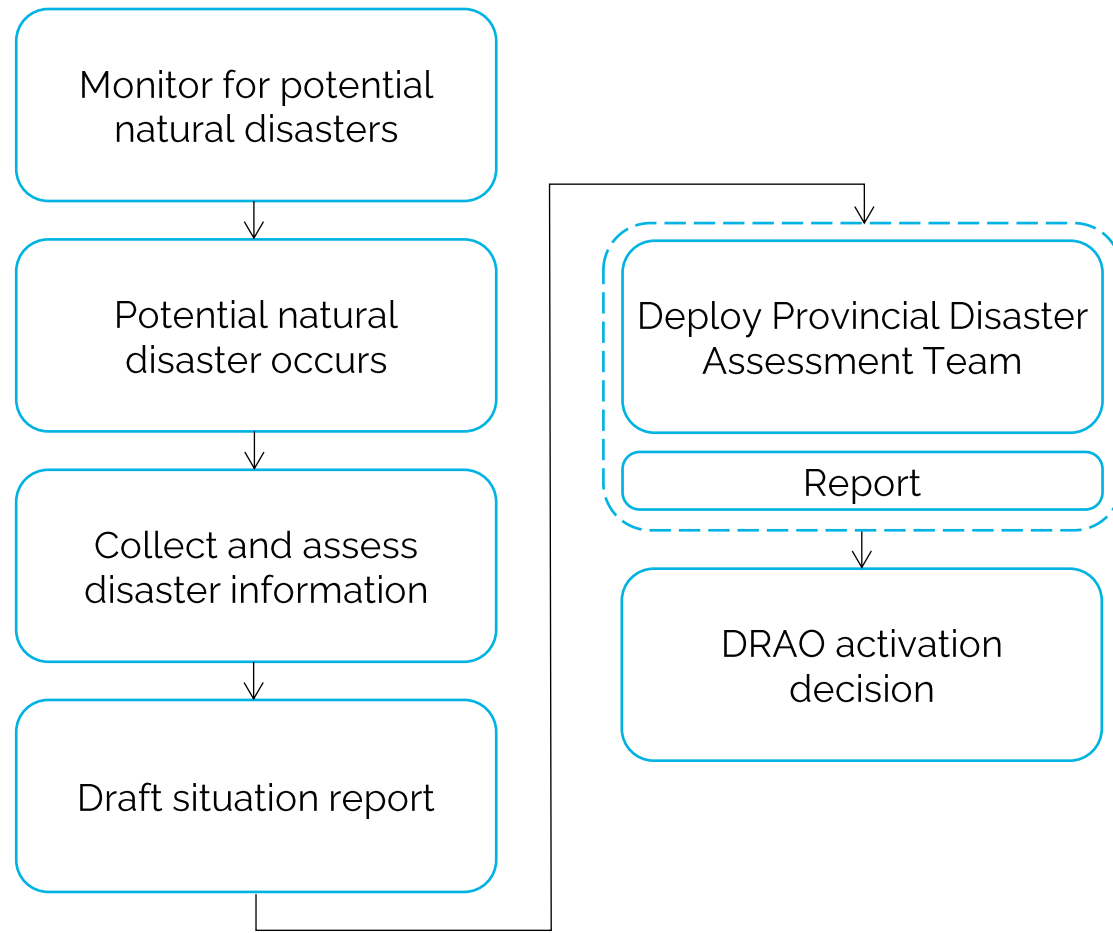 Monitor for potential
natural disasters
Potential natural
disaster occurs
Collect and assess
disaster information
Draft situation report
Deploy Provincial Disaster
Assessment Team
Report
DRAO activation
decision